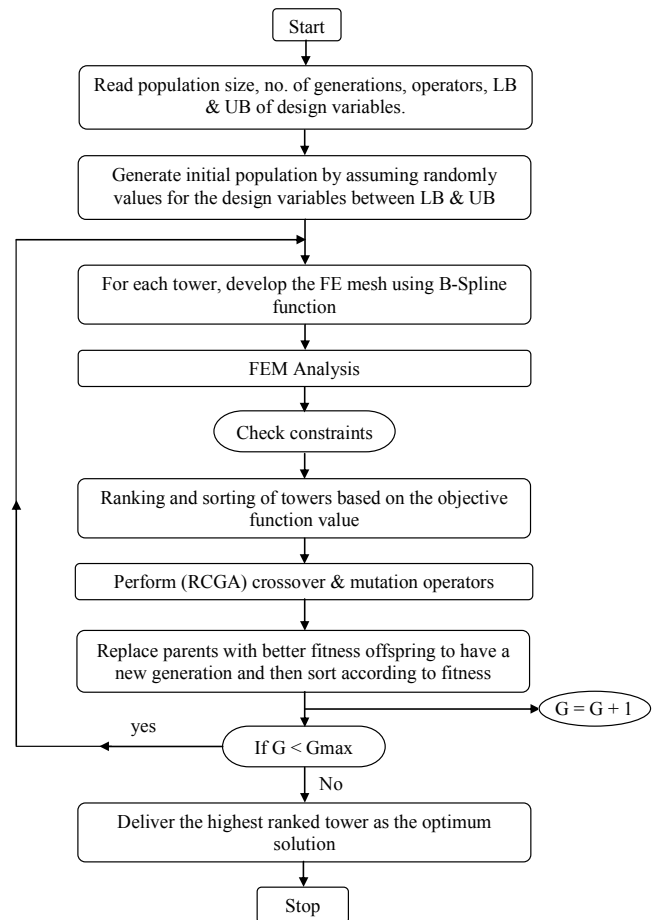 Start
Read population size, no. of generations, operators, LB
& UB of design variables.
Generate initial population by assuming randomly
values for the design variables between LB & UB
For each tower, develop the FE mesh using B-Spline
function
FEM Analysis
Check constraints
Ranking and sorting of towers based on the objective
function value
Perform (RCGA) crossover & mutation operators
Replace parents with better fitness offspring to have a
new generation and then sort according to fitness
G = G + 1
yes
If G < Gmax
No
Deliver the highest ranked tower as the optimum
solution
Stop